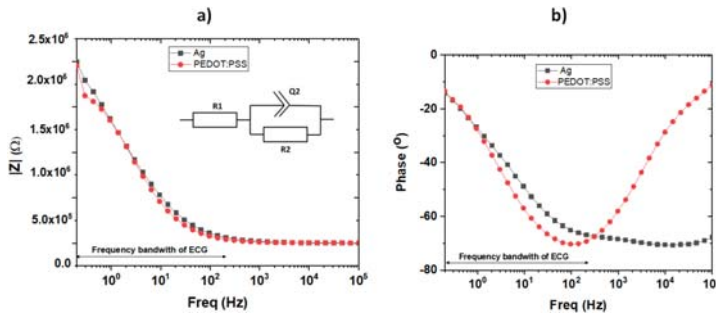 a)
2.5x10⁶
2.0x10⁶
1.5x10⁶
1.0x10⁶
5.0x10⁵
0.0
|Z| (Ω)
Ag
PEDOT:PSS
R1
Q2
R2
Frequency bandwith of ECG
10⁰ 10¹ 10² 10³ 10⁴ 10⁵
Freq (Hz)
b)
0
-20
-40
-60
-80
Phase (º)
Ag
PEDOT:PSS
Frequency bandwith of ECG
10⁰ 10¹ 10² 10³ 10⁴ 10
Freq (Hz)